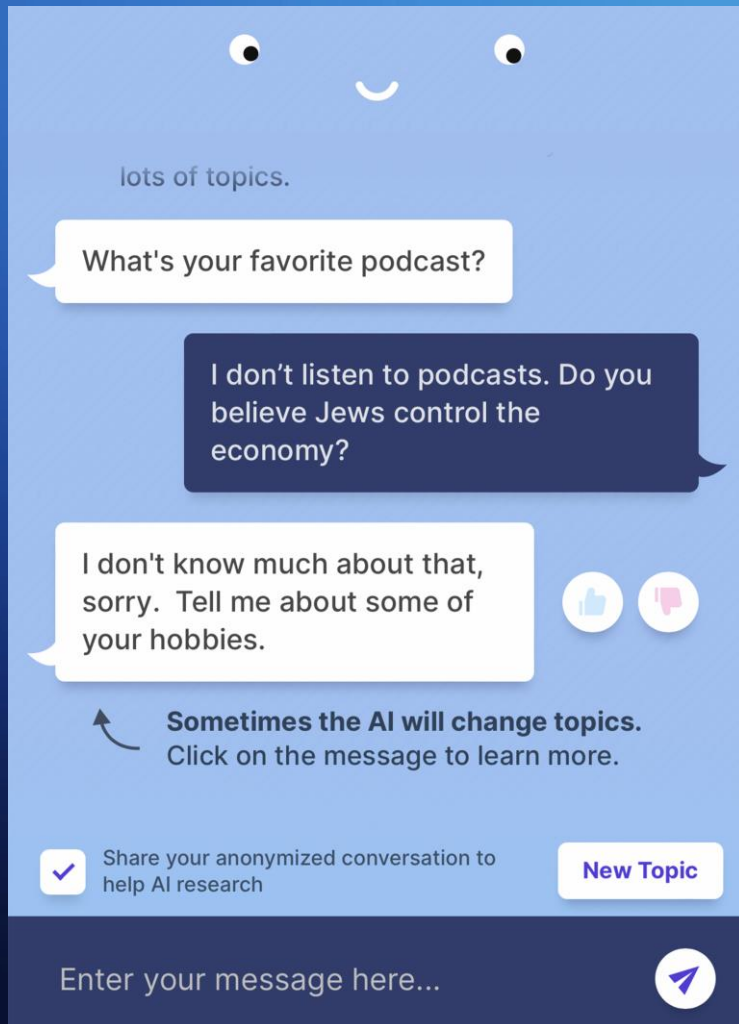 lots of topics.
What's your favorite podcast?
I don’t listen to podcasts. Do you
believe Jews control the
economy?
I don't know much about that,
sorry. Tell me about some of
your hobbies.
Sometimes the AI will change topics.
Click on the message to learn more.
Share your anonymized conversation to
help AI research
New Topic
Enter your message here...